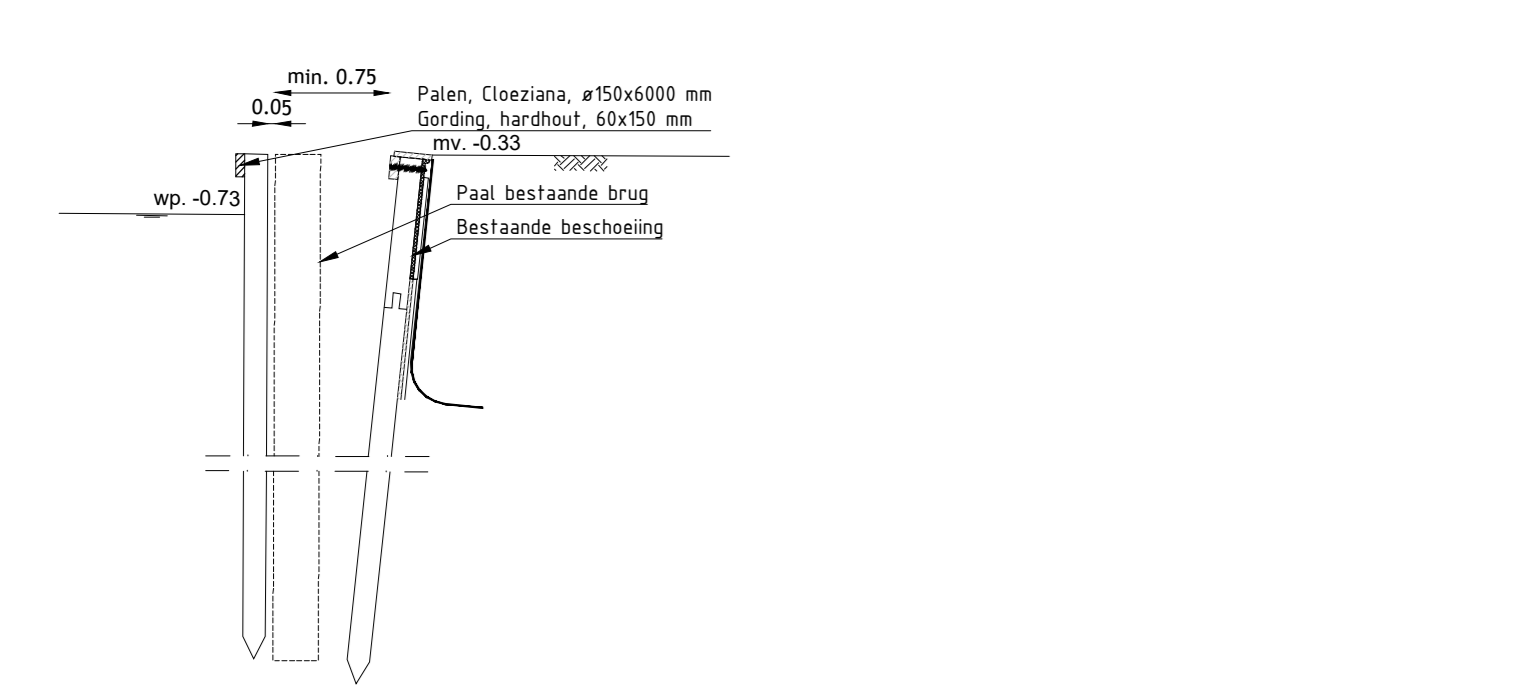 min. 0.75
0.05
Palen, Cloeziana, ø150x6000 mm
Gording, hardhout, 60x150 mm
mv. -0.33
wp. -0.73
Paal bestaande brug
Bestaande beschoeiing